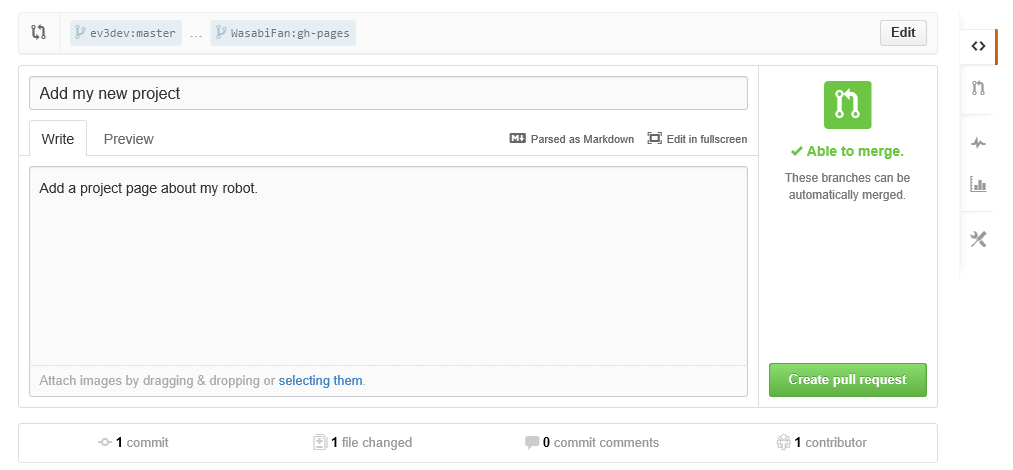 ev3dev:master ... WasabiFan:gh-pages Edit
Add my new project
Write Preview Parsed as Markdown Edit in fullscreen
Able to merge.
These branches can be
automatically merged.
Add a project page about my robot.
Attach images by dragging & dropping or selecting them.
Create pull request
1 commit 1 file changed 0 commit comments 1 contributor